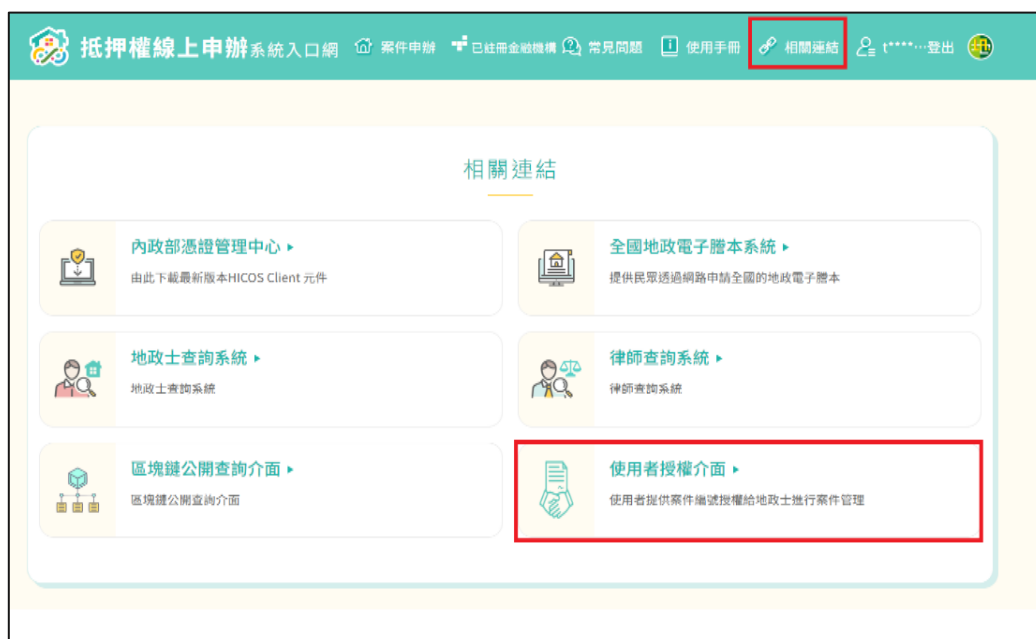 抵押權線上申辦系統入口網 案件申辦 已註冊金融機構 常見問題 使用手冊 相關連結 t****…登出
相關連結
內政部憑證管理中心
由此下載最新版本HICOS Client 元件
全國地政電子謄本系統
提供民眾透過網路申請全國的地政電子謄本
地政士查詢系統
地政士查詢系統
律師查詢系統
律師查詢系統
區塊鏈公開查詢介面
區塊鏈公開查詢介面
使用者授權介面
使用者提供案件編號授權給地政士進行案件管理